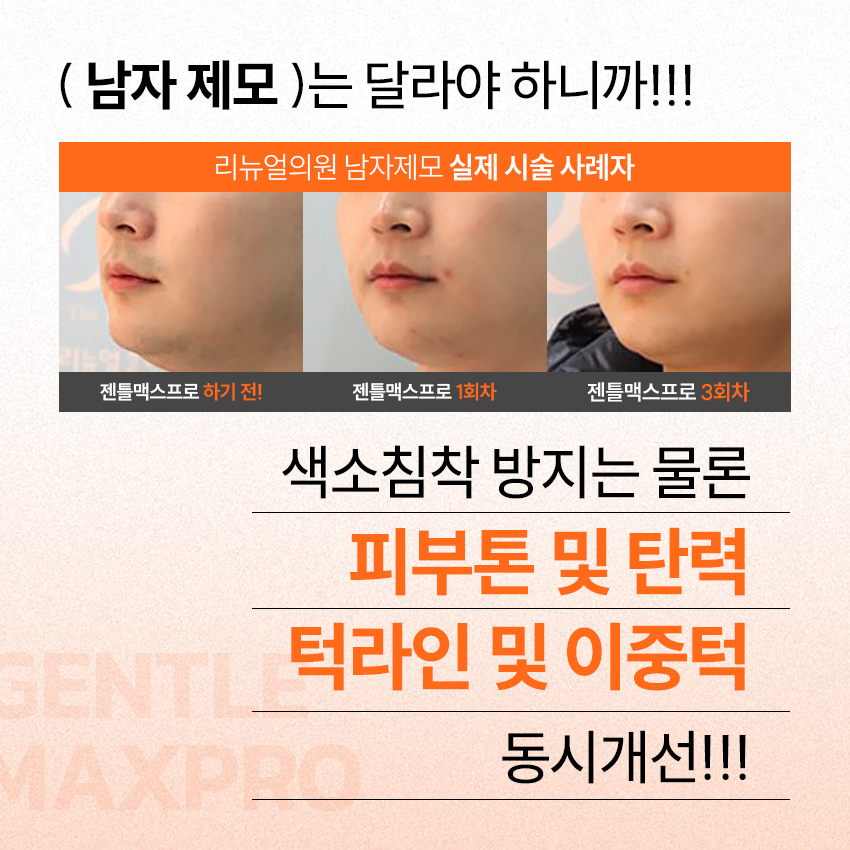 ( 남자 제모 )는 달라야 하니까!!!
리뉴얼의원 남자제모 실제 시술 사례자
리뉴얼
젠틀맥스프로 하기 전!
젠틀맥스프로 1회차
젠틀맥스프로 3회차
색소침착 방지는 물론
피부톤 및 탄력
턱라인 및 이중턱
동시개선!!!
GENTLE
MAXPRO